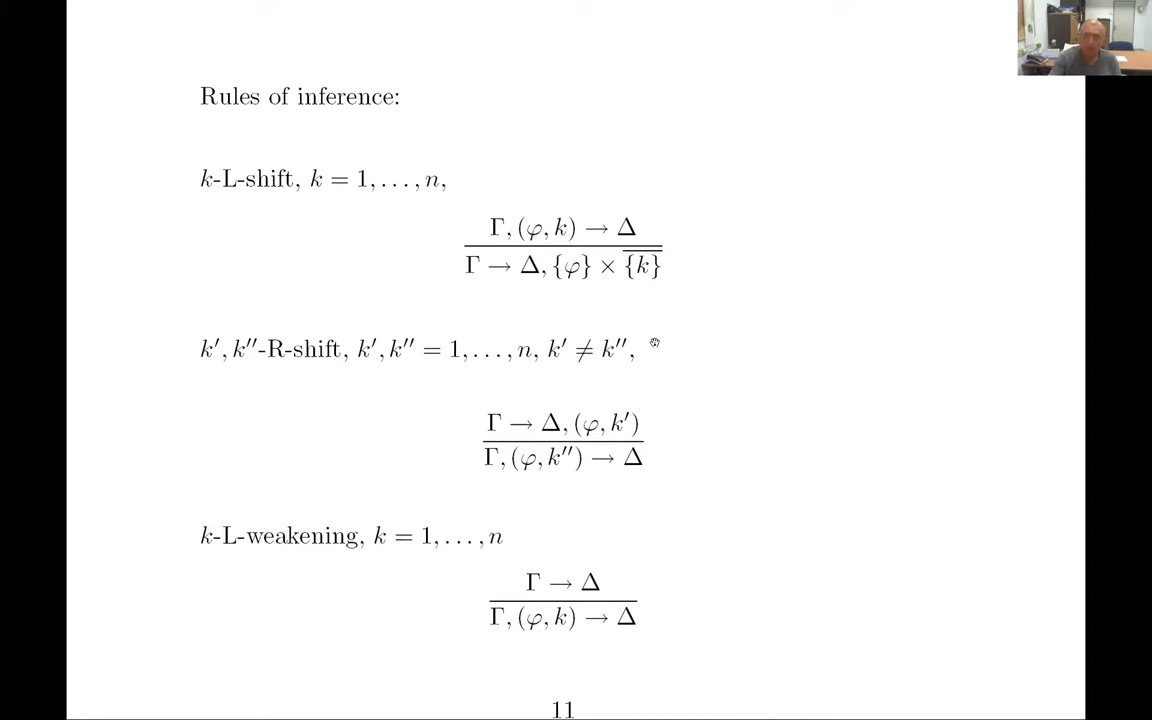 Rules of inference:
k-L-shift, k = 1, . . . , n,
Γ, (φ, k) → Δ
Γ → Δ, {φ} × \overline{{k}}
k′, k″-R-shift, k′, k″ = 1, . . . , n, k′ ≠ k″,
Γ → Δ, (φ, k′)
Γ, (φ, k″) → Δ
k-L-weakening, k = 1, . . . , n
Γ → Δ
Γ, (φ, k) → Δ
11